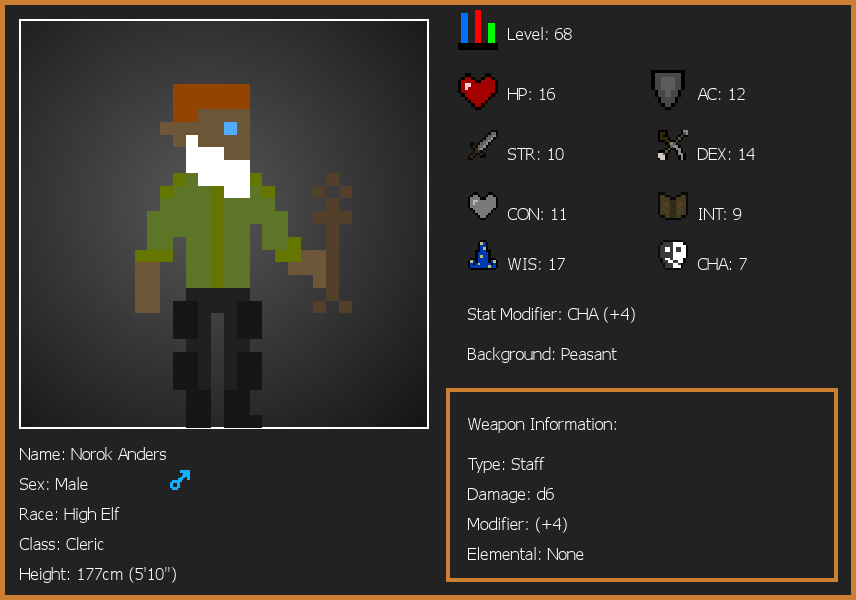 Level: 68
HP: 16
AC: 12
STR: 10
DEX: 14
CON: 11
INT: 9
WIS: 17
CHA: 7
Stat Modifier: CHA (+4)
Background: Peasant
Weapon Information:
Type: Staff
Damage: d6
Modifier: (+4)
Elemental: None
Name: Norok Anders
Sex: Male
Race: High Elf
Class: Cleric
Height: 177cm (5'10")